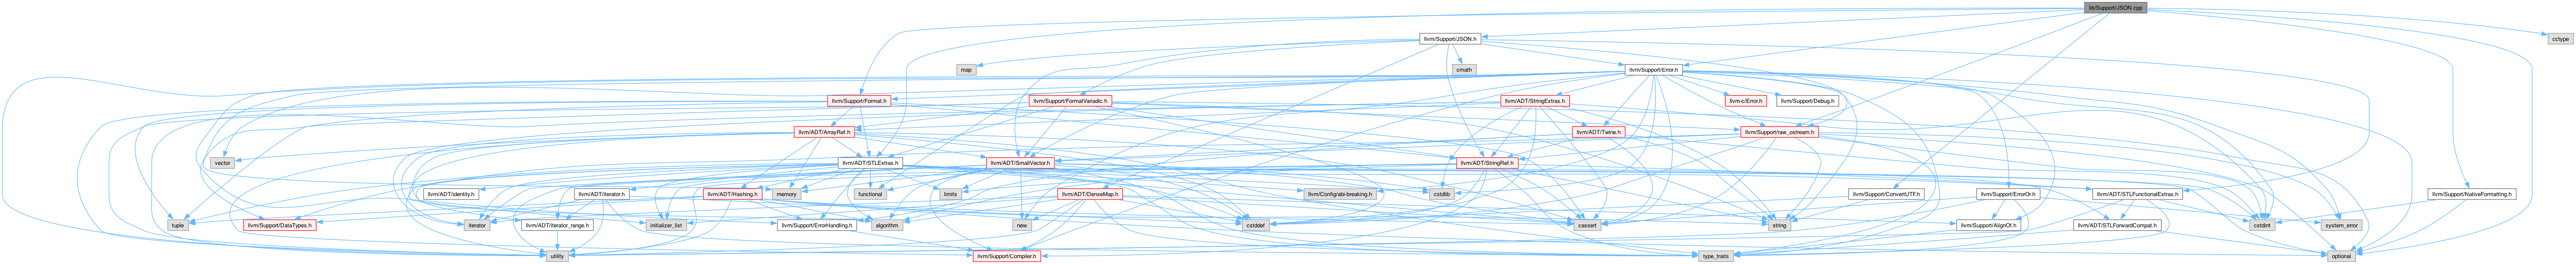 lib/Support/JSON.cpp
llvm/Support/JSON.h
cctype
map
cmath
llvm/Support/Error.h
llvm/Support/Format.h
llvm/Support/FormatVariadic.h
llvm/ADT/StringExtras.h
llvm-c/Error.h
llvm/Support/Debug.h
llvm/ADT/ArrayRef.h
llvm/ADT/Twine.h
llvm/Support/raw_ostream.h
vector
llvm/ADT/STLExtras.h
llvm/ADT/SmallVector.h
llvm/ADT/StringRef.h
llvm/ADT/identity.h
llvm/ADT/iterator.h
llvm/ADT/Hashing.h
memory
functional
limits
llvm/ADT/DenseMap.h
llvm/Config/abi-breaking.h
cstdlib
llvm/Support/ConvertUTF.h
llvm/Support/ErrorOr.h
llvm/ADT/STLFunctionalExtras.h
llvm/Support/NativeFormatting.h
tuple
llvm/Support/DataTypes.h
iterator
llvm/ADT/iterator_range.h
initializer_list
llvm/Support/ErrorHandling.h
algorithm
new
cstddef
cassert
string
llvm/Support/AlignOf.h
llvm/ADT/STLForwardCompat.h
cstdint
system_error
utility
llvm/Support/Compiler.h
type_traits
optional